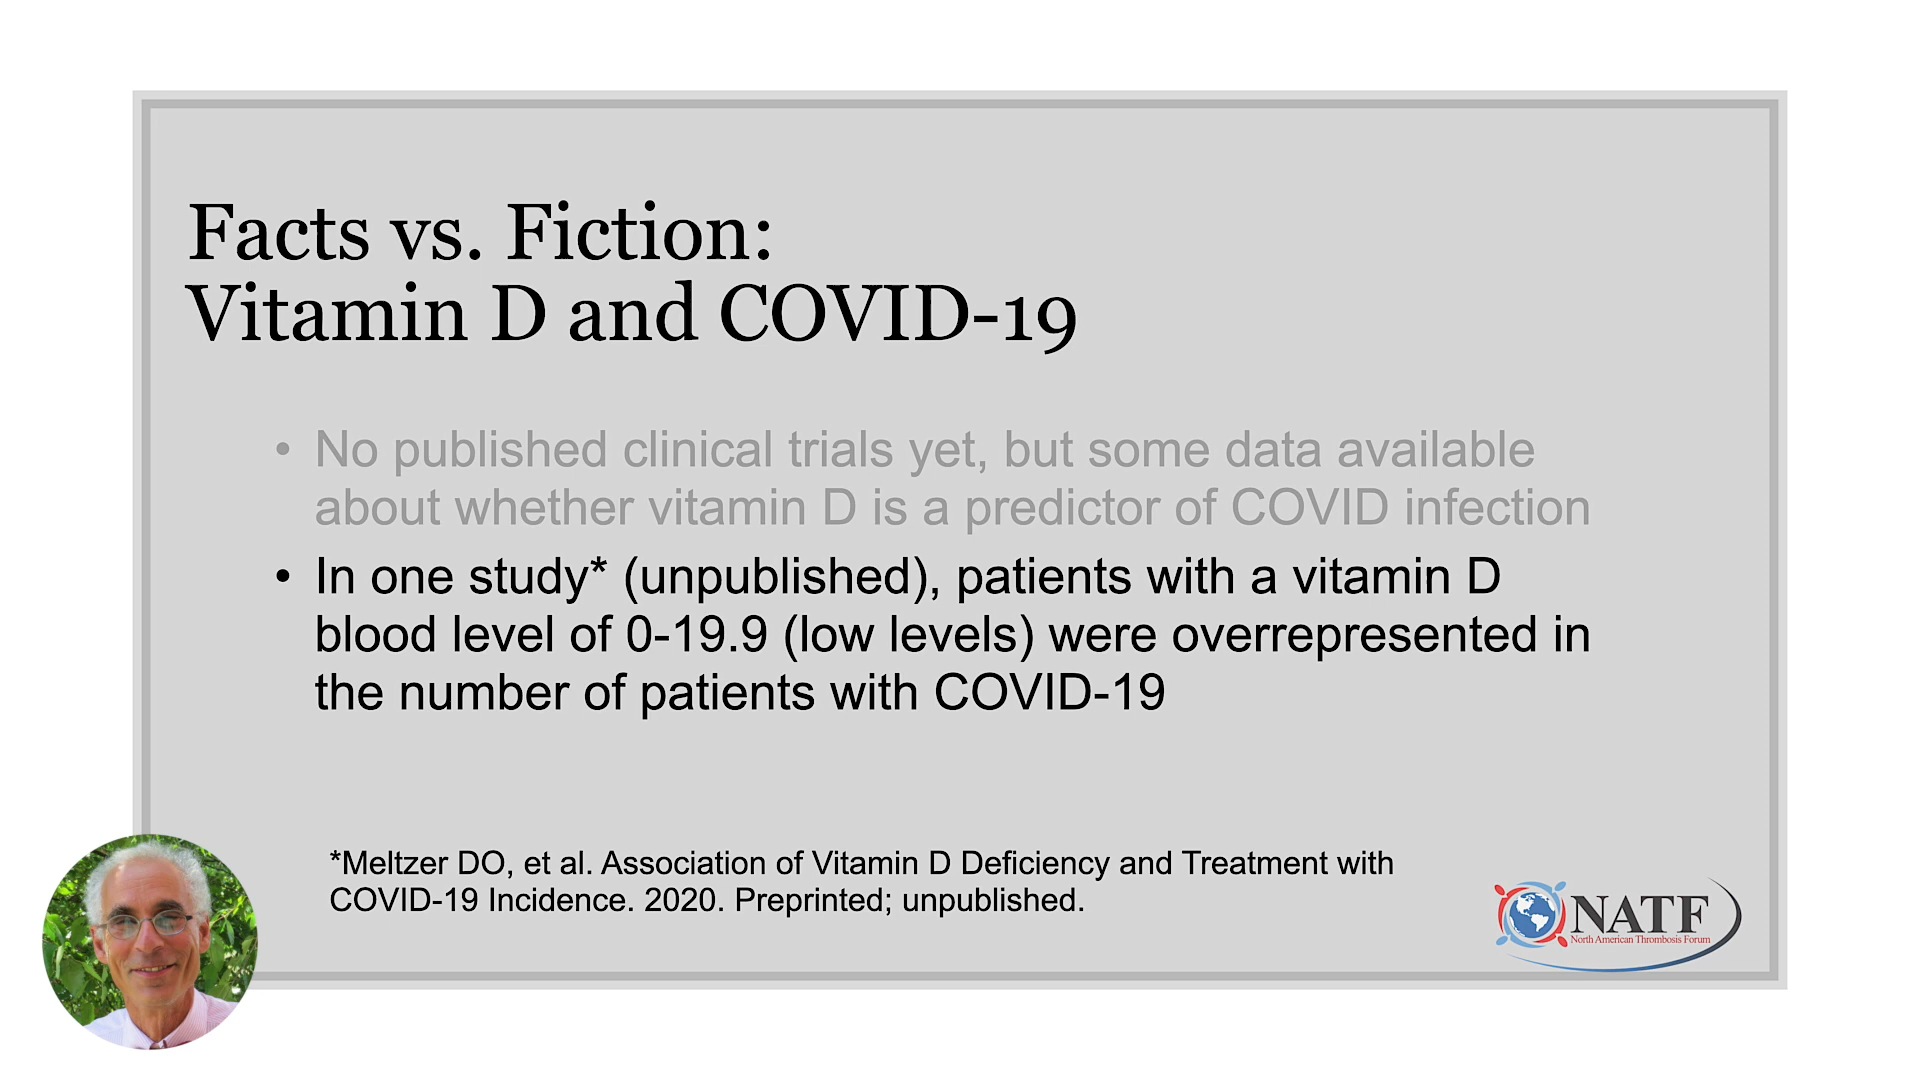 Facts vs. Fiction:
Vitamin D and COVID-19
• No published clinical trials yet, but some data available
about whether vitamin D is a predictor of COVID infection
• In one study* (unpublished), patients with a vitamin D
blood level of 0-19.9 (low levels) were overrepresented in
the number of patients with COVID-19
*Meltzer DO, et al. Association of Vitamin D Deficiency and Treatment with
COVID-19 Incidence. 2020. Preprinted; unpublished.
NATF
North American Thrombosis Forum